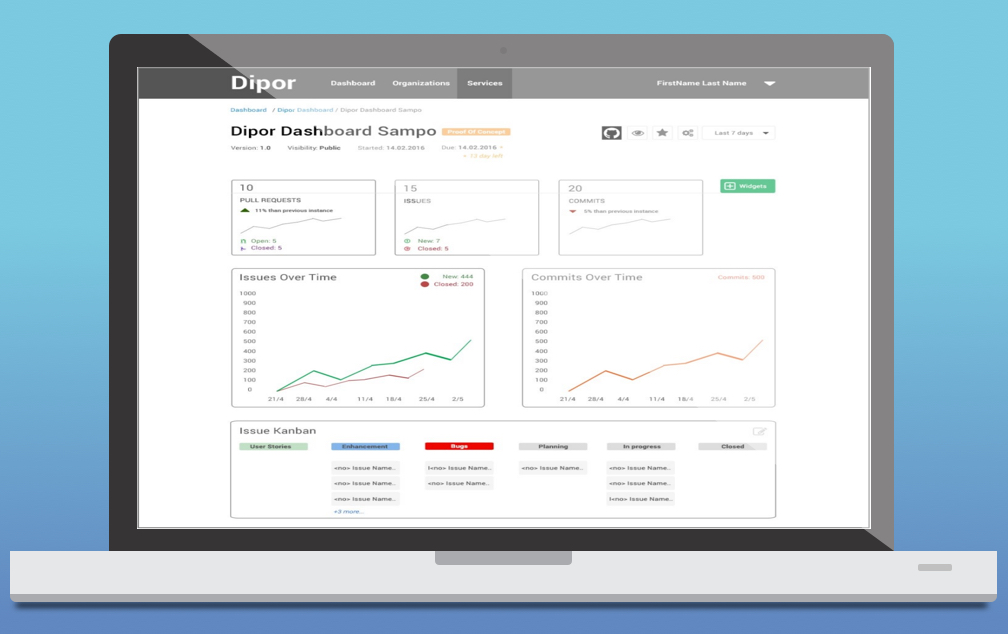 Dipor Dashboard Organizations Services FirstName Last Name
Dashboard / Dipor Dashboard / Dipor Dashboard Sampo
Dipor Dashboard Sampo Proof Of Concept Last 7 days
Version: 1.0 Visibility: Public Started: 14.02.2016 Due: 14.02.2016
+ 13 day left
10 15 20 Widgets
PULL REQUESTS ISSUES COMMITS
11% than previous instance 5% than previous instance
Open: 5 New: 7
Closed: 5 Closed: 5
Issues Over Time New: 444 Commits Over Time Commits: 500
Closed: 200
1000 1000
900 900
800 800
700 700
600 600
500 500
400 400
300 300
200 200
100 100
0 0
21/4 28/4 4/4 11/4 18/4 25/4 2/5 21/4 28/4 4/4 11/4 18/4 25/4 2/5
Issue Kanban
User Stories Enhancement Bugs Planning In progress Closed
<no> Issue Name.. !<no> Issue Name.. <no> Issue Name.. <no> Issue Name..
<no> Issue Name.. <no> Issue Name.. <no> Issue Name..
<no> Issue Name.. !<no> Issue Name..
+3 more...